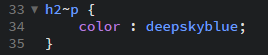 33 ▼ h2~p {
34 color : deepskyblue;
35 }